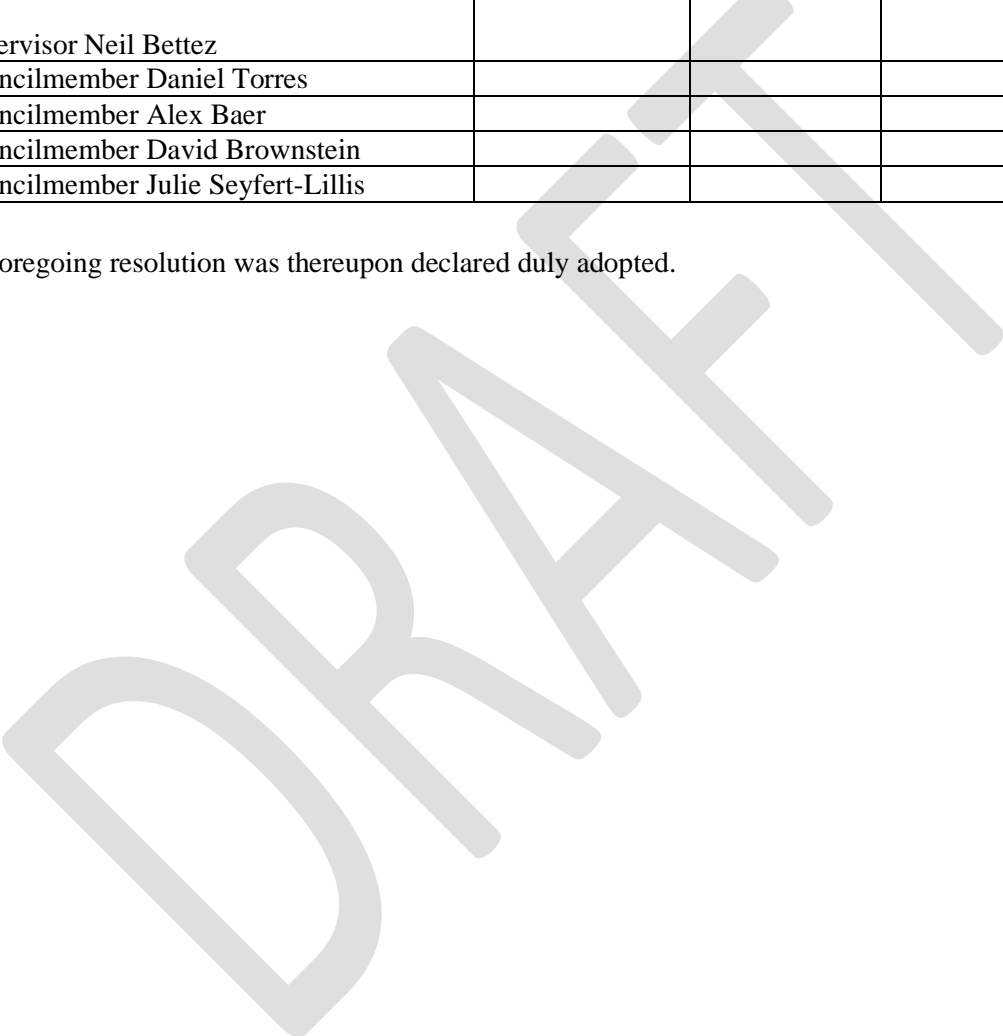 ervisor Neil Bettez
ncilmember Daniel Torres
ncilmember Alex Baer
ncilmember David Brownstein
ncilmember Julie Seyfert-Lillis
oregoing resolution was thereupon declared duly adopted.
DRAFT